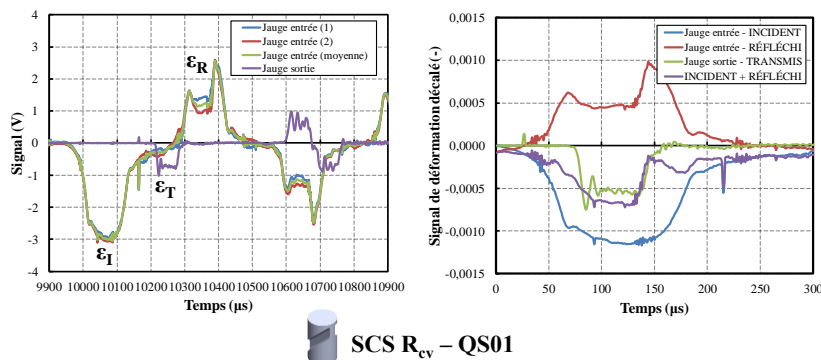 4
3
2
1
0
-1
-2
-3
-4
Signal (V)
9900 10000 10100 10200 10300 10400 10500 10600 10700 10800 10900
Temps (µs)
Jauge entrée (1)
Jauge entrée (2)
Jauge entrée (moyenne)
Jauge sortie
εR
εT
εI
0,0015
0,0010
0,0005
0,0000
-0,0005
-0,0010
-0,0015
Signal de déformation décalé (-)
0 50 100 150 200 250 300
Temps (µs)
Jauge entrée - INCIDENT
Jauge entrée - RÉFLÉCHI
Jauge sortie - TRANSMIS
INCIDENT + RÉFLÉCHI
SCS Rcy – QS01